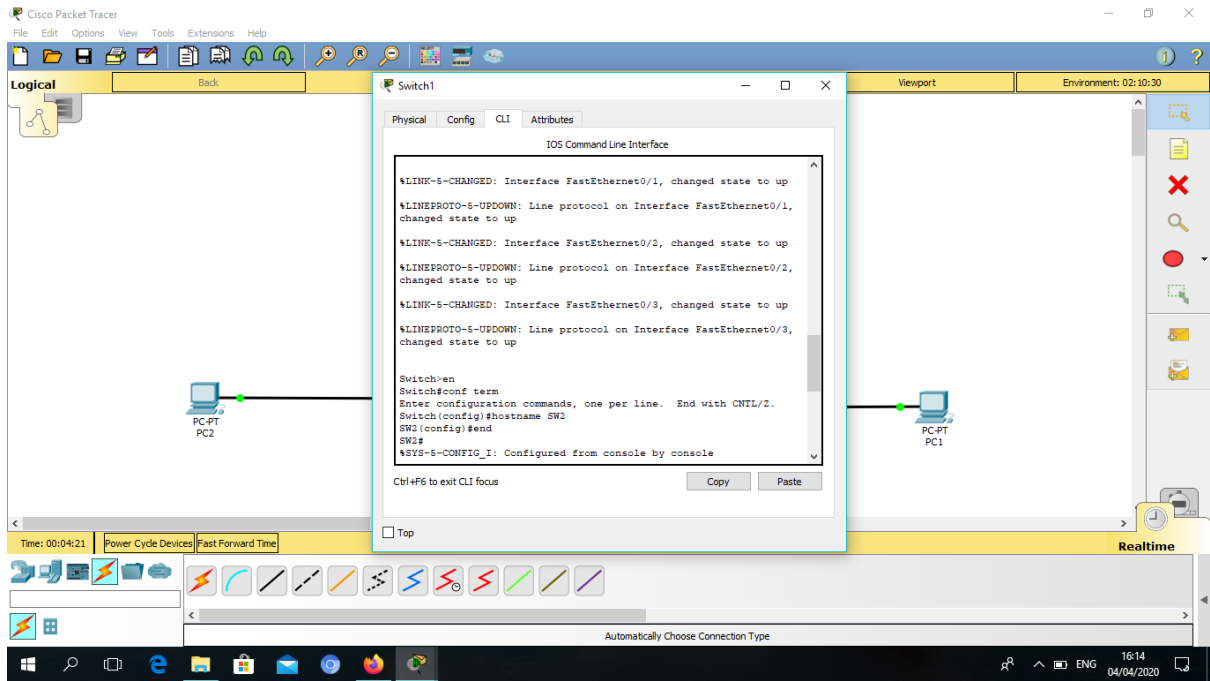 Cisco Packet Tracer
File Edit Options View Tools Extensions Help
Logical
Back
Viewport
Environment: 02:10:30
Switch1
Physical Config CLI Attributes
IOS Command Line Interface
%LINK-5-CHANGED: Interface FastEthernet0/1, changed state to up
%LINEPROTO-5-UPDOWN: Line protocol on Interface FastEthernet0/1,
changed state to up
%LINK-5-CHANGED: Interface FastEthernet0/2, changed state to up
%LINEPROTO-5-UPDOWN: Line protocol on Interface FastEthernet0/2,
changed state to up
%LINK-5-CHANGED: Interface FastEthernet0/3, changed state to up
%LINEPROTO-5-UPDOWN: Line protocol on Interface FastEthernet0/3,
changed state to up
Switch>en
Switch#conf term
Enter configuration commands, one per line.  End with CNTL/Z.
Switch(config)#hostname SW2
SW2(config)#end
SW2#
%SYS-5-CONFIG_I: Configured from console by console
Ctrl+F6 to exit CLI focus
Copy
Paste
Top
PC-PT
PC2
PC-PT
PC1
Time: 00:04:21
Power Cycle Devices
Fast Forward Time
Realtime
Automatically Choose Connection Type
ENG
16:14
04/04/2020